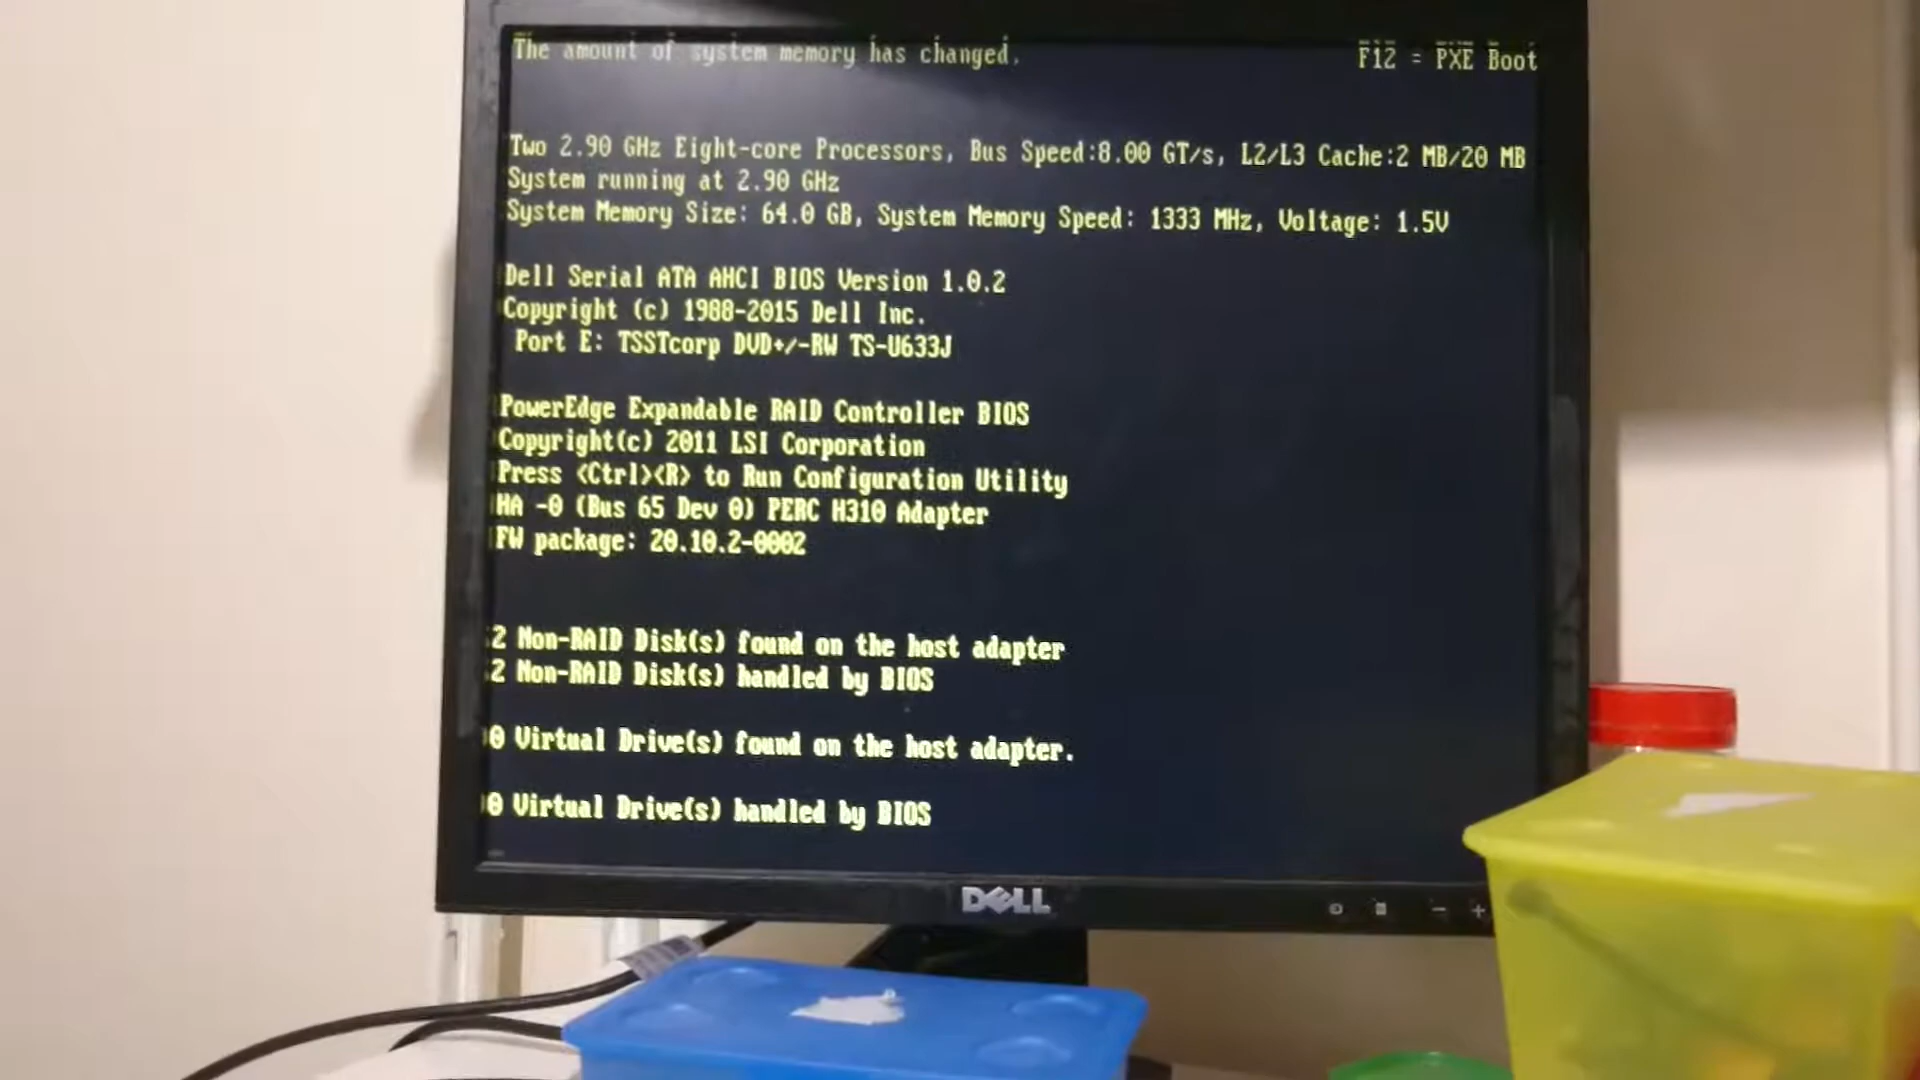 The amount of system memory has changed.
F12 = PXE Boot
Two 2.90 GHz Eight-core Processors, Bus Speed:8.00 GT/s, L2/L3 Cache:2 MB/20 MB
System running at 2.90 GHz
System Memory Size: 64.0 GB, System Memory Speed: 1333 MHz, Voltage: 1.5V
Dell Serial ATA AHCI BIOS Version 1.0.2
Copyright (c) 1988-2015 Dell Inc.
Port E: TSSTcorp DVD+/-RW TS-U633J
PowerEdge Expandable RAID Controller BIOS
Copyright(c) 2011 LSI Corporation
Press <Ctrl><R> to Run Configuration Utility
HA -0 (Bus 65 Dev 0) PERC H310 Adapter
FW package: 20.10.2-0002
2 Non-RAID Disk(s) found on the host adapter
2 Non-RAID Disk(s) handled by BIOS
0 Virtual Drive(s) found on the host adapter.
0 Virtual Drive(s) handled by BIOS
DELL